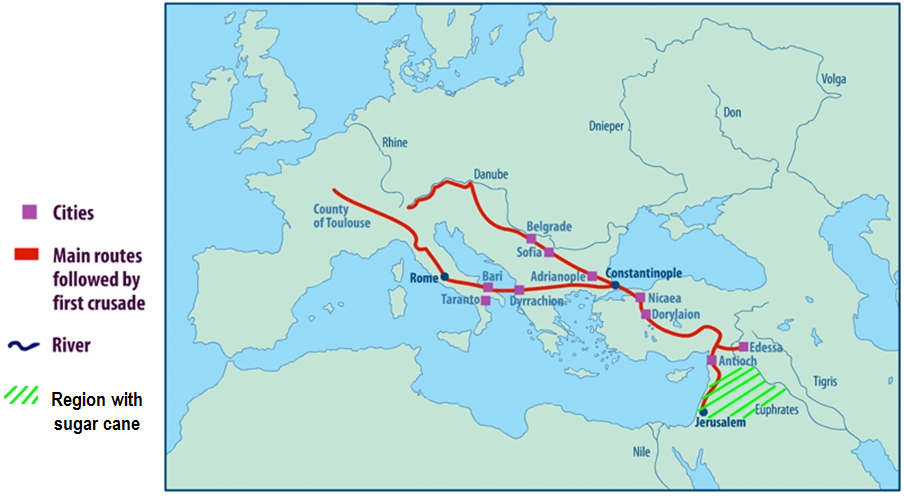 Cities
Main routes
followed by
first crusade
River
Region with
sugar cane
Volga
Don
Dnieper
Rhine
Danube
County
of Toulouse
Belgrade
Sofia
Adrianople
Constantinople
Rome
Bari
Taranto
Dyrrachion
Nicaea
Dorylaion
Edessa
Antioch
Tigris
Euphrates
Jerusalem
Nile